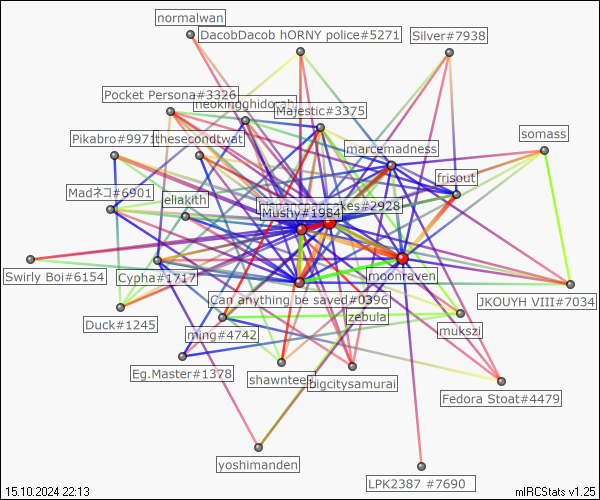 normalwan
DacobDacob hORNY police#5271
Silver#7938
Pocket Persona#3326
neokingghidorah
Majestic#3375
Pikabro#9971
thesecondtwat
marcemadness
somass
Madネコ#6901
eliakith
kes#2928
frisout
Mushy#1984
Swirly Boi#6154
Cypha#1717
moonraven
Can anything be saved#0396
JKOUYH VIII#7034
Duck#1245
ming#4742
zebula
mukszi
Eg.Master#1378
shawntee
bigcitysamurai
Fedora Stoat#4479
yoshimanden
LPK2387 #7690
15.10.2024 22:13
mIRCStats v1.25